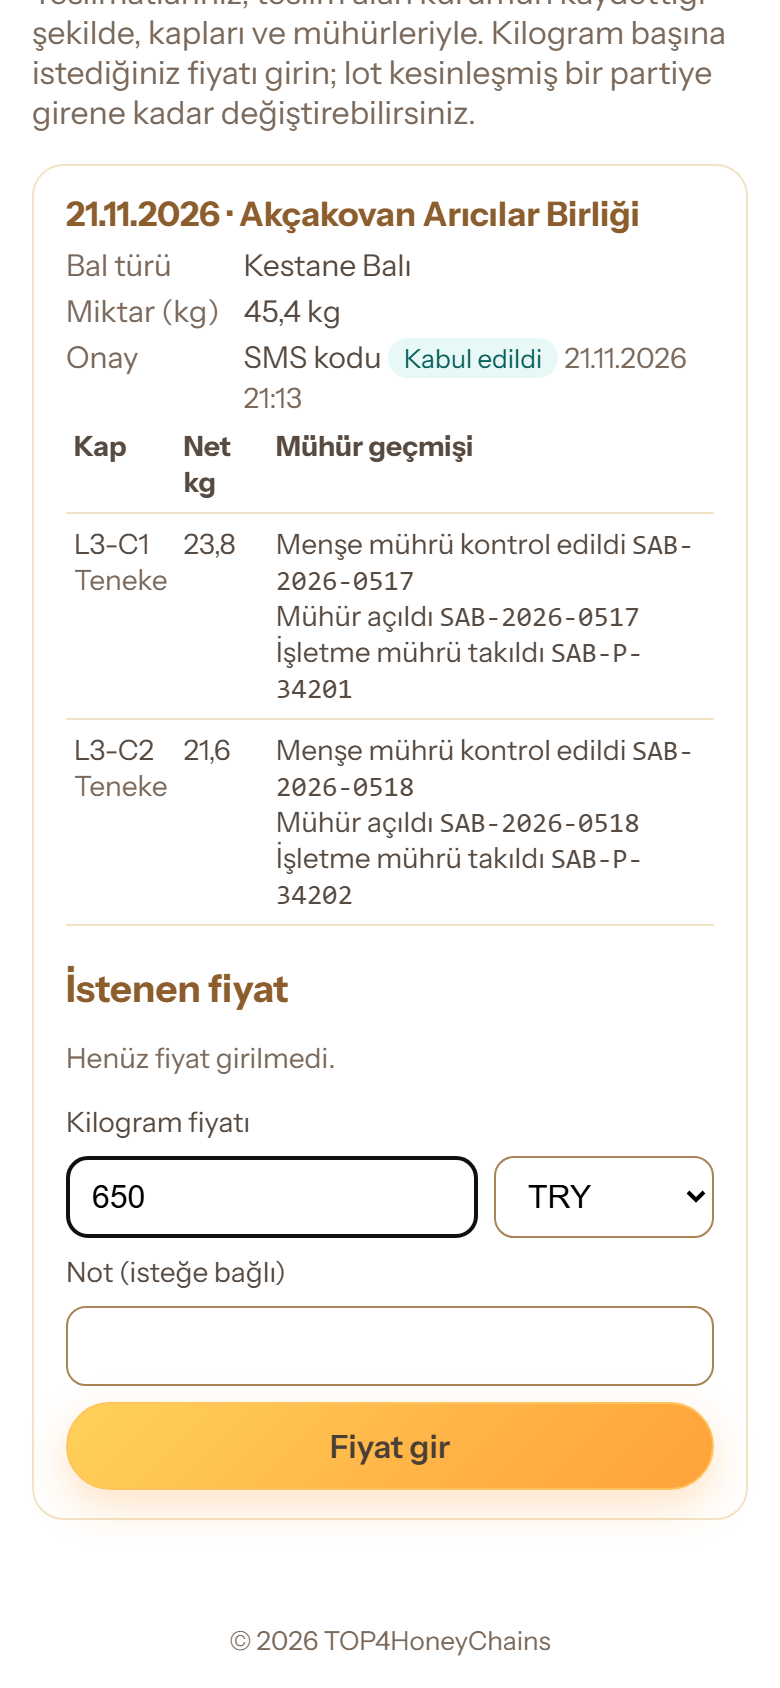 Teslimatlarınız, teslim alan kurumun kaydettiği
şekilde, kapları ve mühürleriyle. Kilogram başına
istediğiniz fiyatı girin; lot kesinleşmiş bir partiye
girene kadar değiştirebilirsiniz.
21.11.2026 · Akçakovan Arıcılar Birliği
Bal türü Kestane Balı
Miktar (kg) 45,4 kg
Onay SMS kodu Kabul edildi 21.11.2026
21:13
Kap Net Mühür geçmişi
kg
L3-C1 23,8 Menşe mührü kontrol edildi SAB-
Teneke 2026-0517
Mühür açıldı SAB-2026-0517
İşletme mührü takıldı SAB-P-
34201
L3-C2 21,6 Menşe mührü kontrol edildi SAB-
Teneke 2026-0518
Mühür açıldı SAB-2026-0518
İşletme mührü takıldı SAB-P-
34202
İstenen fiyat
Henüz fiyat girilmedi.
Kilogram fiyatı
650 TRY
Not (isteğe bağlı)
Fiyat gir
© 2026 TOP4HoneyChains